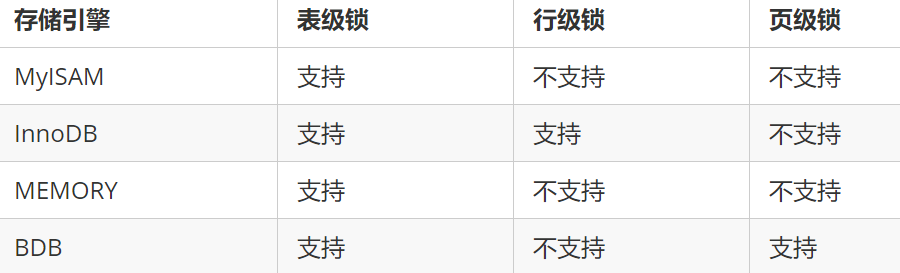 存储引擎 表级锁 行级锁 页级锁
MyISAM 支持 不支持 不支持
InnoDB 支持 支持 不支持
MEMORY 支持 不支持 不支持
BDB 支持 不支持 支持